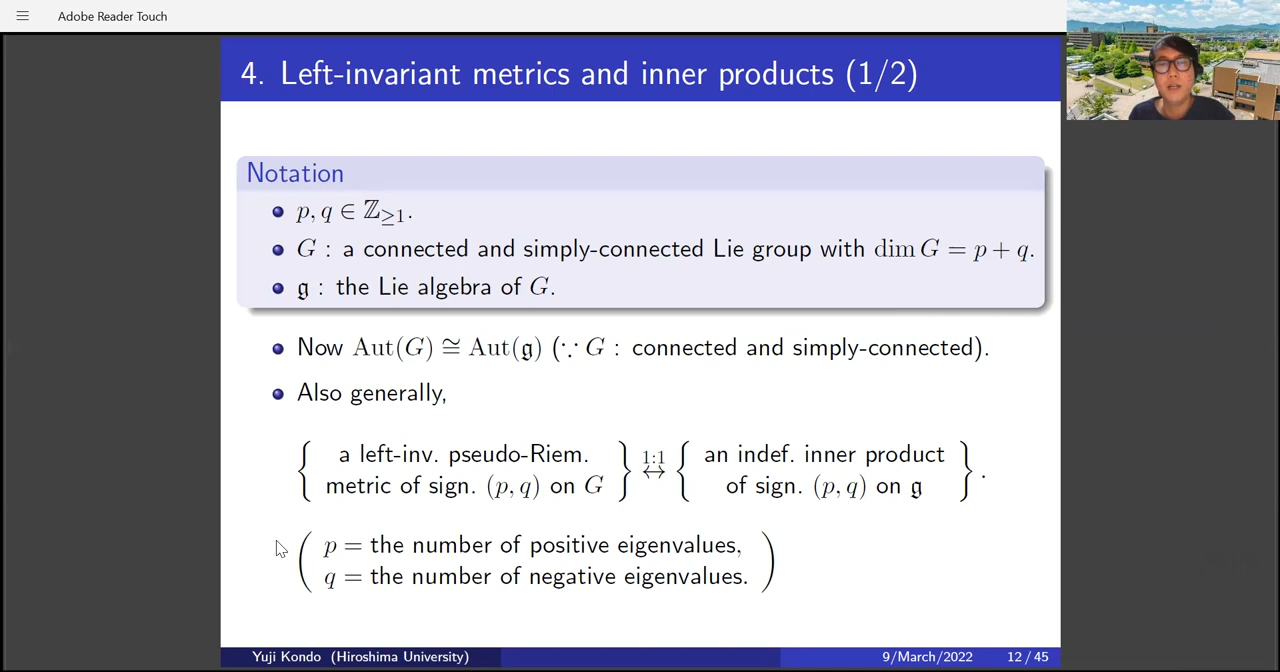 Adobe Reader Touch
4. Left-invariant metrics and inner products (1/2)
Notation
p, q ∈ ℤ≥1.
G : a connected and simply-connected Lie group with dim G = p + q.
𝔤 : the Lie algebra of G.
Now Aut(G) ≅ Aut(𝔤) (∵ G : connected and simply-connected).
Also generally,
{ a left-inv. pseudo-Riem. metric of sign. (p, q) on G } 1:1 ↔ { an indef. inner product of sign. (p, q) on 𝔤 } .
( p = the number of positive eigenvalues,
q = the number of negative eigenvalues. )
Yuji Kondo (Hiroshima University) 9/March/2022 12 / 45